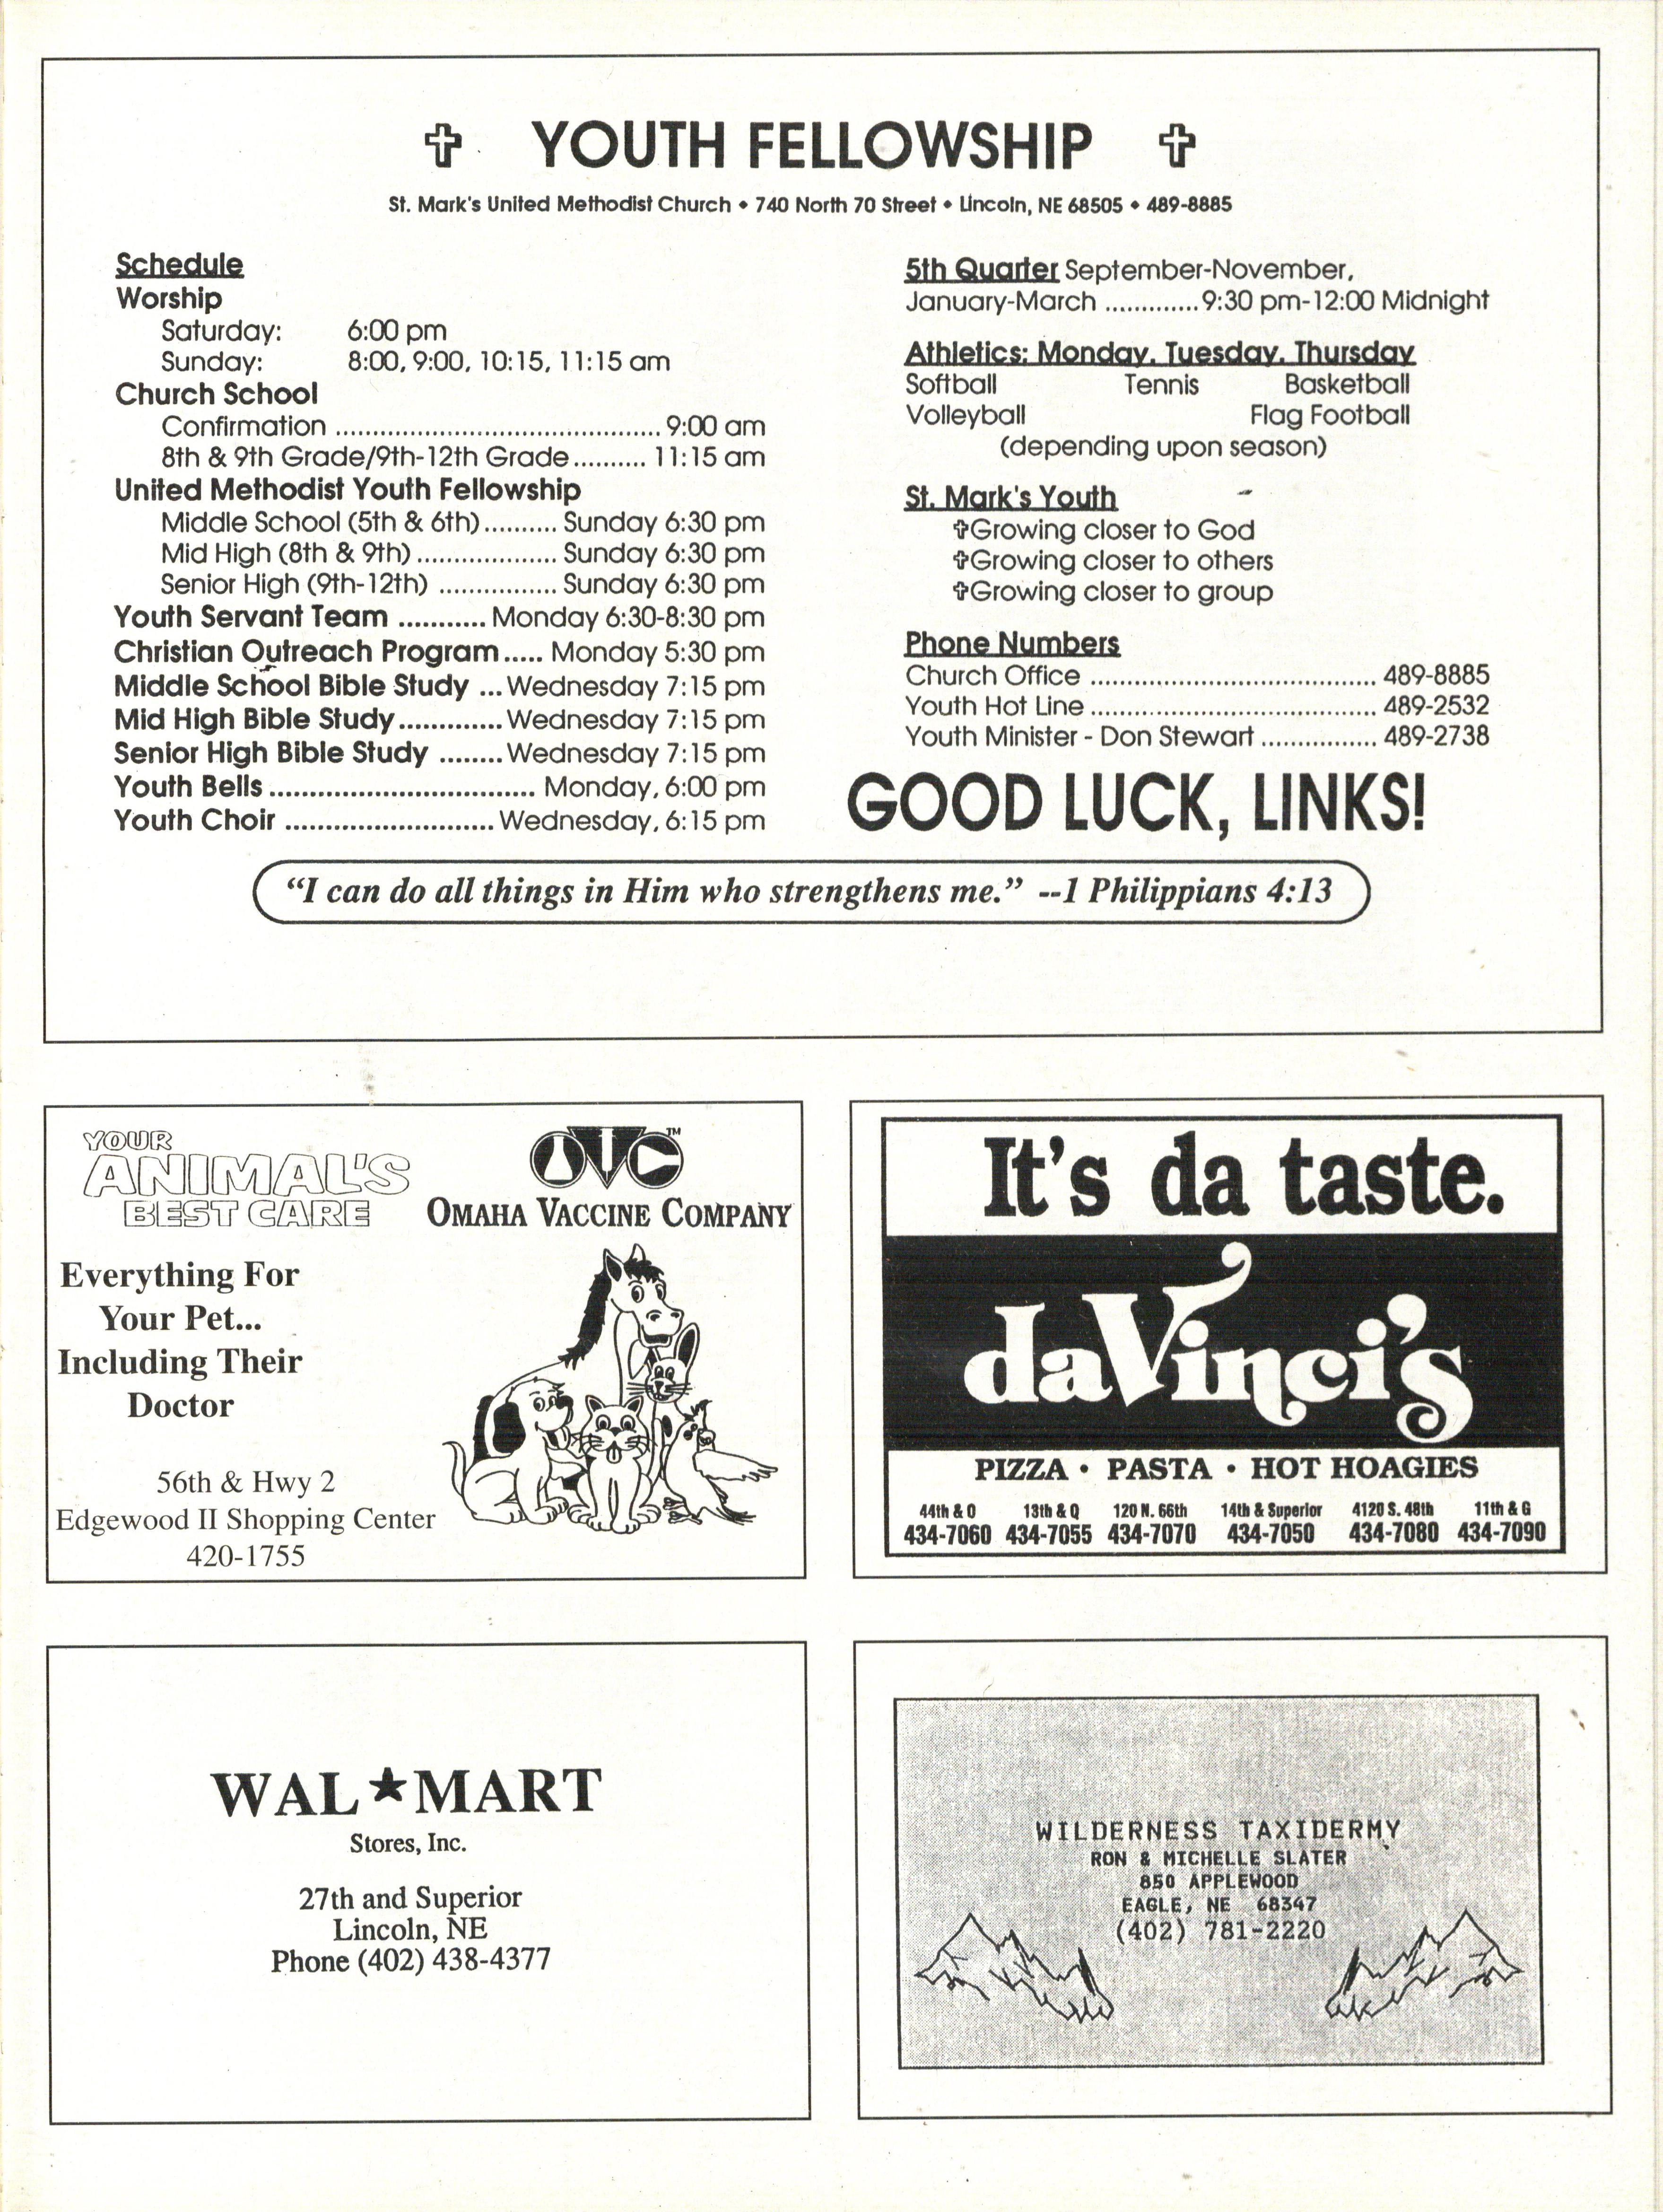 ✞ YOUTH FELLOWSHIP ✞
St. Mark's United Methodist Church • 740 North 70 Street • Lincoln, NE 68505 • 489-8885
Schedule
Worship
Saturday: 6:00 pm
Sunday: 8:00, 9:00, 10:15, 11:15 am
Church School
Confirmation ........................................ 9:00 am
8th & 9th Grade/9th-12th Grade.......... 11:15 am
United Methodist Youth Fellowship
Middle School (5th & 6th).......... Sunday 6:30 pm
Mid High (8th & 9th)................... Sunday 6:30 pm
Senior High (9th-12th) ................ Sunday 6:30 pm
Youth Servant Team ........... Monday 6:30-8:30 pm
Christian Outreach Program..... Monday 5:30 pm
Middle School Bible Study ...Wednesday 7:15 pm
Mid High Bible Study.............Wednesday 7:15 pm
Senior High Bible Study ........Wednesday 7:15 pm
Youth Bells................................. Monday, 6:00 pm
Youth Choir ..........................Wednesday, 6:15 pm
5th Quarter September-November,
January-March .............9:30 pm-12:00 Midnight
Athletics: Monday, Tuesday, Thursday
Softball Tennis Basketball
Volleyball Flag Football
(depending upon season)
St. Mark's Youth
✞Growing closer to God
✞Growing closer to others
✞Growing closer to group
Phone Numbers
Church Office ....................................... 489-8885
Youth Hot Line ....................................... 489-2532
Youth Minister - Don Stewart ................ 489-2738
GOOD LUCK, LINKS!
“I can do all things in Him who strengthens me.” --1 Philippians 4:13
YOUR
ANIMAL'S
BEST CARE
OVC™
OMAHA VACCINE COMPANY
Everything For
Your Pet...
Including Their
Doctor
56th & Hwy 2
Edgewood II Shopping Center
420-1755
It's da taste.
daVinci's
PIZZA • PASTA • HOT HOAGIES
44th & O 13th & Q 120 N. 66th 14th & Superior 4120 S. 48th 11th & G
434-7060 434-7055 434-7070 434-7050 434-7080 434-7090
WAL★MART
Stores, Inc.
27th and Superior
Lincoln, NE
Phone (402) 438-4377
WILDERNESS TAXIDERMY
RON & MICHELLE SLATER
850 APPLEWOOD
EAGLE, NE 68347
(402) 781-2220